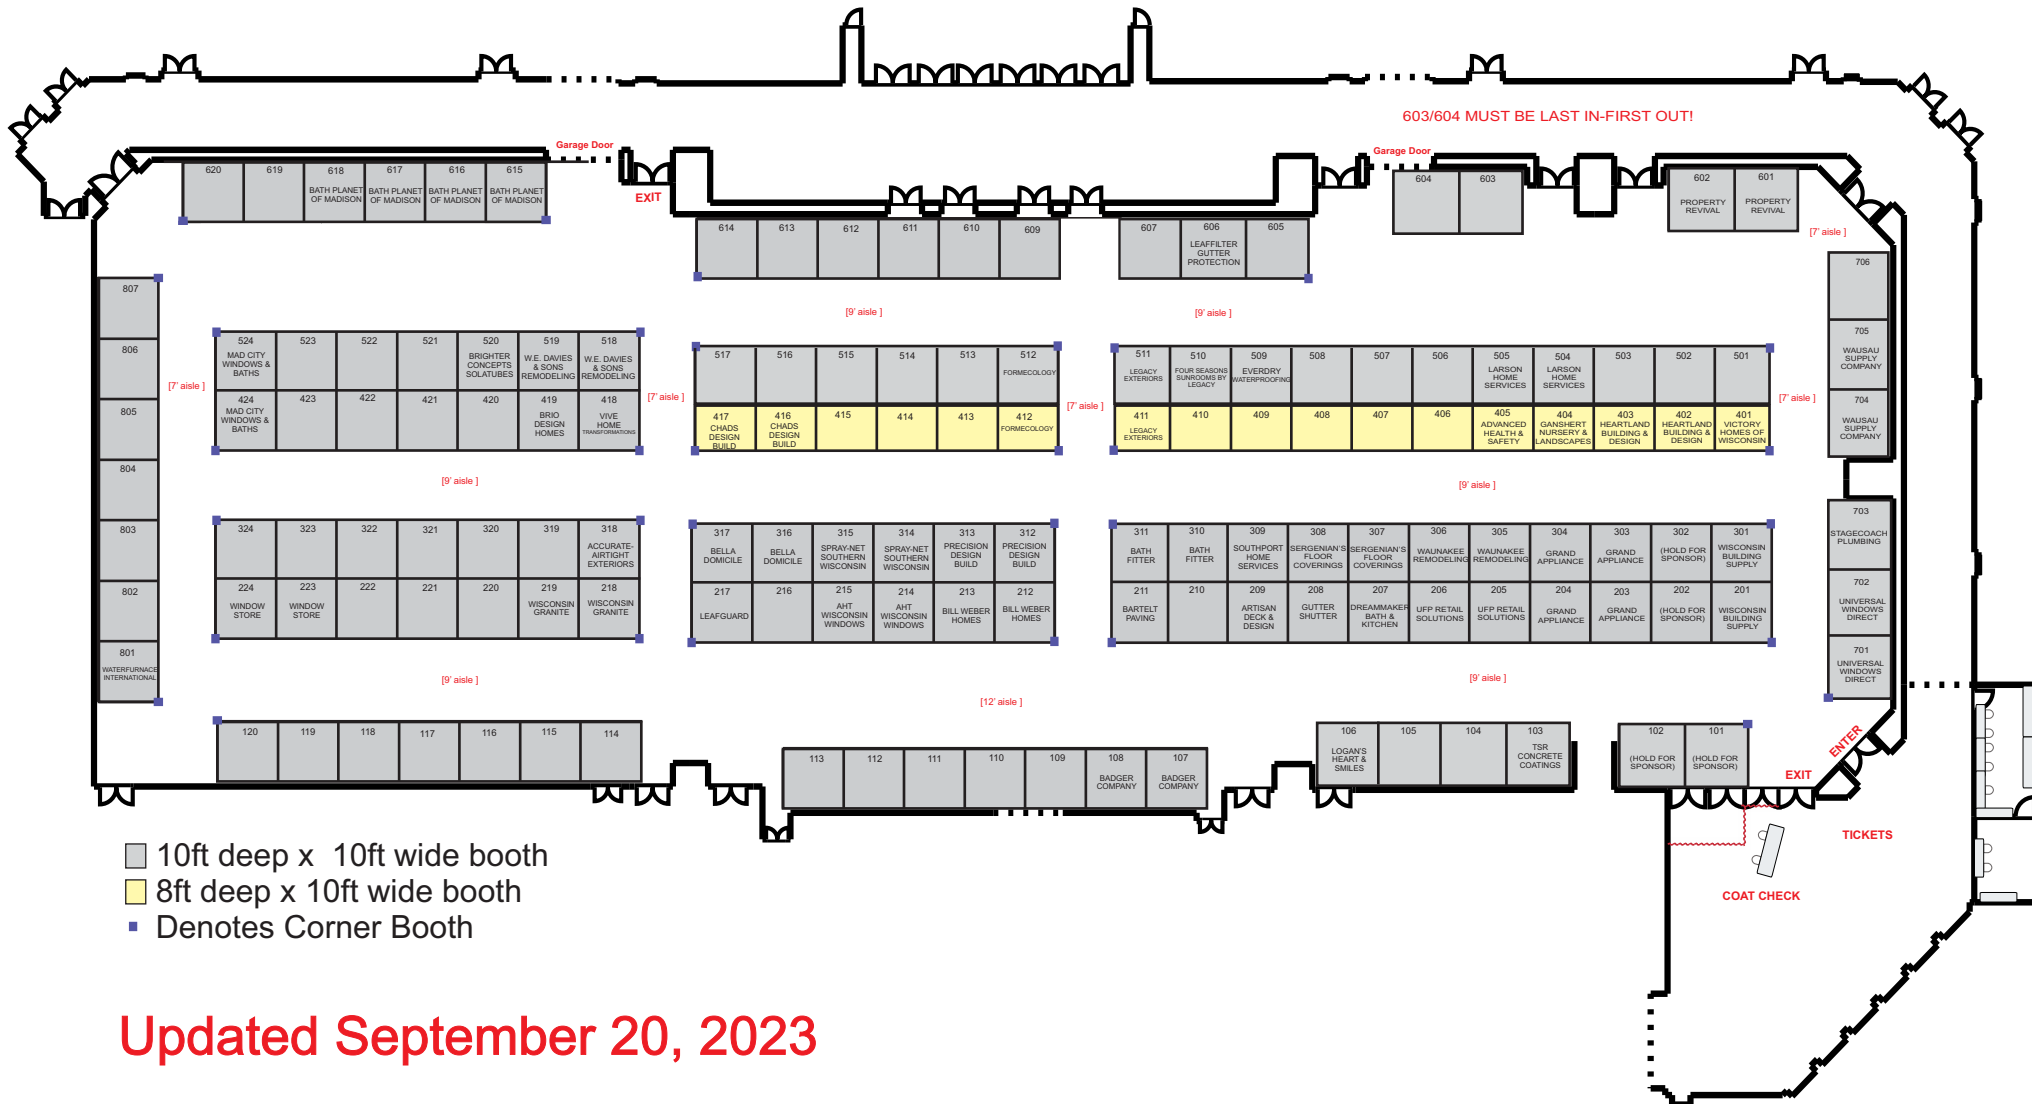 603/604 MUST BE LAST IN-FIRST OUT!
Garage Door
Garage Door
EXIT
620
619
618
BATH PLANET
OF MADISON
617
BATH PLANET
OF MADISON
616
BATH PLANET
OF MADISON
615
BATH PLANET
OF MADISON
604
603
602
PROPERTY
REVIVAL
601
PROPERTY
REVIVAL
[7' aisle ]
614
613
612
611
610
609
607
606
LEAFFILTER
GUTTER
PROTECTION
605
706
705
WAUSAU
SUPPLY
COMPANY
704
WAUSAU
SUPPLY
COMPANY
807
806
805
804
803
802
801
WATERFURNACE
INTERNATIONAL
[9' aisle ]
[9' aisle ]
524
MAD CITY
WINDOWS &
BATHS
523
522
521
520
BRIGHTER
CONCEPTS
SOLATUBES
519
W.E. DAVIES
& SONS
REMODELING
518
W.E. DAVIES
& SONS
REMODELING
517
516
515
514
513
512
FORMECOLOGY
511
LEGACY
EXTERIORS
510
FOUR SEASONS
SUNROOMS BY
LEGACY
509
EVERDRY
WATERPROOFING
508
507
506
505
LARSON
HOME
SERVICES
504
LARSON
HOME
SERVICES
503
502
501
[7' aisle ]
[7' aisle ]
[7' aisle ]
[7' aisle ]
424
MAD CITY
WINDOWS &
BATHS
423
422
421
420
419
BRIO
DESIGN
HOMES
418
VIVE
HOME
TRANSFORMATIONS
417
CHADS
DESIGN
BUILD
416
CHADS
DESIGN
BUILD
415
414
413
412
FORMECOLOGY
411
LEGACY
EXTERIORS
410
409
408
407
406
405
ADVANCED
HEALTH &
SAFETY
404
GANSHERT
NURSERY &
LANDSCAPES
403
HEARTLAND
BUILDING &
DESIGN
402
HEARTLAND
BUILDING &
DESIGN
401
VICTORY
HOMES OF
WISCONSIN
[9' aisle ]
[9' aisle ]
324
323
322
321
320
319
318
ACCURATE-
AIRTIGHT
EXTERIORS
317
BELLA
DOMICILE
316
BELLA
DOMICILE
315
SPRAY-NET
SOUTHERN
WISCONSIN
314
SPRAY-NET
SOUTHERN
WISCONSIN
313
PRECISION
DESIGN
BUILD
312
PRECISION
DESIGN
BUILD
311
BATH
FITTER
310
BATH
FITTER
309
SOUTHPORT
HOME
SERVICES
308
SERGENIAN'S
FLOOR
COVERINGS
307
SERGENIAN'S
FLOOR
COVERINGS
306
WAUNAKEE
REMODELING
305
WAUNAKEE
REMODELING
304
GRAND
APPLIANCE
303
GRAND
APPLIANCE
302
(HOLD FOR
SPONSOR)
301
WISCONSIN
BUILDING
SUPPLY
703
STAGECOACH
PLUMBING
702
UNIVERSAL
WINDOWS
DIRECT
701
UNIVERSAL
WINDOWS
DIRECT
224
WINDOW
STORE
223
WINDOW
STORE
222
221
220
219
WISCONSIN
GRANITE
218
WISCONSIN
GRANITE
217
LEAFGUARD
216
215
AHT
WISCONSIN
WINDOWS
214
AHT
WISCONSIN
WINDOWS
213
BILL WEBER
HOMES
212
BILL WEBER
HOMES
211
BARTELT
PAVING
210
209
ARTISAN
DECK &
DESIGN
208
GUTTER
SHUTTER
207
DREAMMAKER
BATH &
KITCHEN
206
UFP RETAIL
SOLUTIONS
205
UFP RETAIL
SOLUTIONS
204
GRAND
APPLIANCE
203
GRAND
APPLIANCE
202
(HOLD FOR
SPONSOR)
201
WISCONSIN
BUILDING
SUPPLY
[9' aisle ]
[12' aisle ]
[9' aisle ]
120
119
118
117
116
115
114
113
112
111
110
109
108
BADGER
COMPANY
107
BADGER
COMPANY
106
LOGAN'S
HEART &
SMILES
105
104
103
TSR
CONCRETE
COATINGS
102
(HOLD FOR
SPONSOR)
101
(HOLD FOR
SPONSOR)
ENTER
EXIT
TICKETS
COAT CHECK
10ft deep x 10ft wide booth
8ft deep x 10ft wide booth
Denotes Corner Booth
Updated September 20, 2023